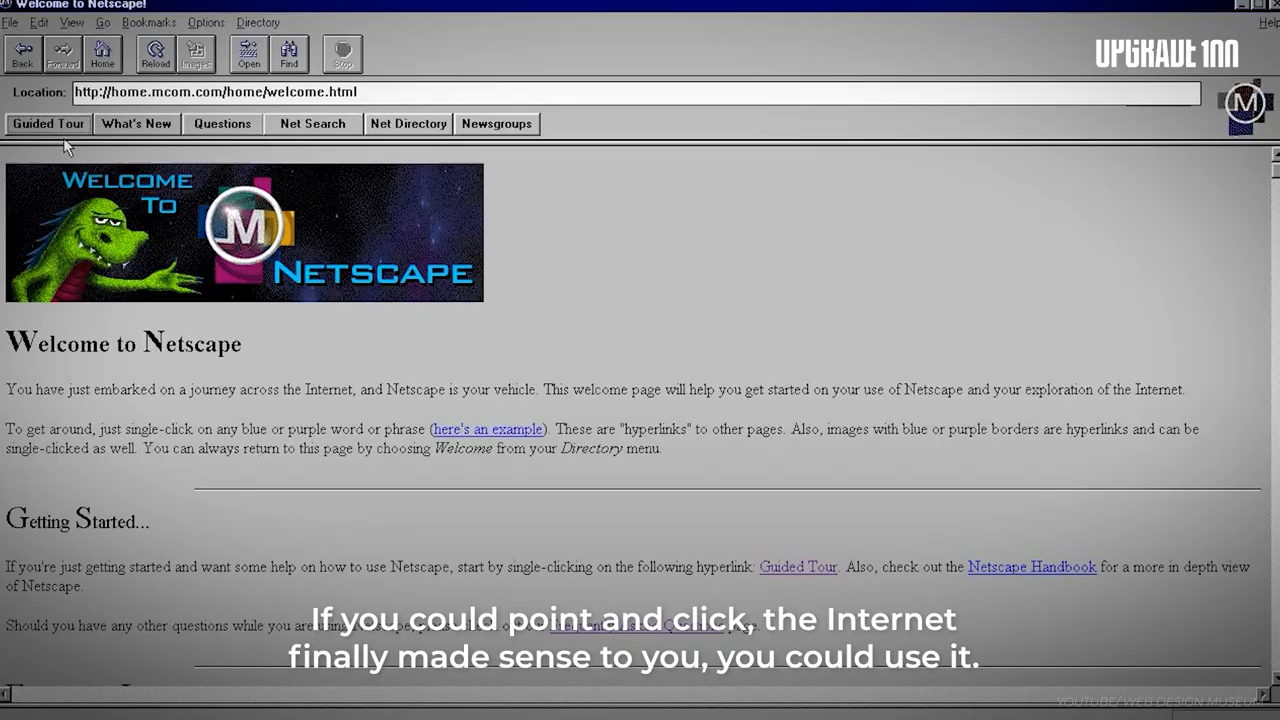 Welcome to Netscape!
File Edit View Go Bookmarks Options Directory Help
Back Forward Home Reload Images Open Find Stop
UPGRADE 100
Location: http://home.mcom.com/home/welcome.html
M
Guided Tour What's New Questions Net Search Net Directory Newsgroups
WELCOME
TO
M
NETSCAPE
Welcome to Netscape
You have just embarked on a journey across the Internet, and Netscape is your vehicle. This welcome page will help you get started on your use of Netscape and your exploration of the Internet.
To get around, just single-click on any blue or purple word or phrase (here's an example). These are "hyperlinks" to other pages. Also, images with blue or purple borders are hyperlinks and can be
single-clicked as well. You can always return to this page by choosing Welcome from your Directory menu.
Getting Started...
If you're just getting started and want some help on how to use Netscape, start by single-clicking on the following hyperlink: Guided Tour. Also, check out the Netscape Handbook for a more in depth view
of Netscape.
Should you have any other questions while you are
If you could point and click, the Internet
finally made sense to you, you could use it.
YOUTUBE/ WEB DESIGN MUSEUM